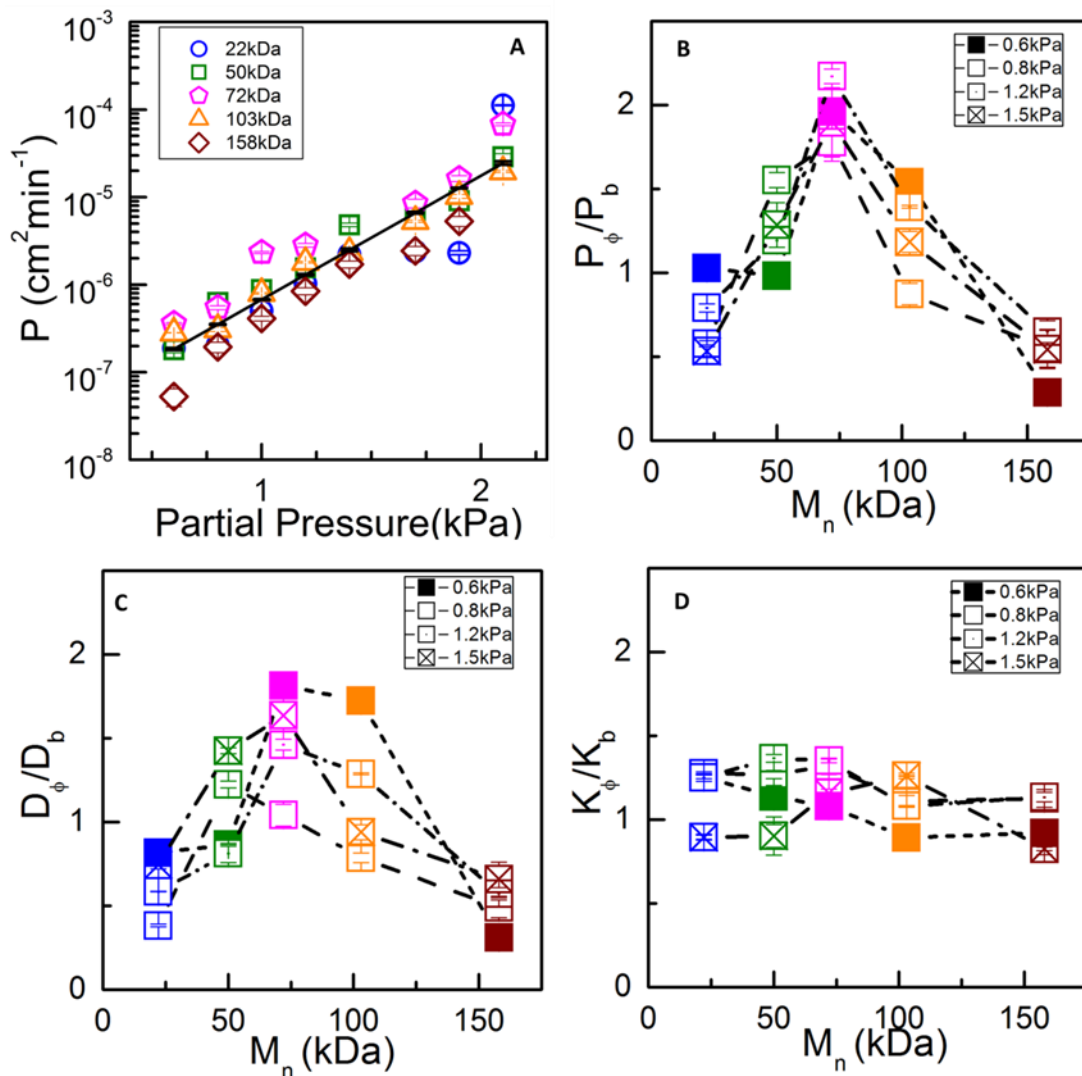 A
22kDa
50kDa
72kDa
103kDa
158kDa
P (cm²min⁻¹)
10⁻³
10⁻⁴
10⁻⁵
10⁻⁶
10⁻⁷
10⁻⁸
1
2
Partial Pressure(kPa)
B
0.6kPa
0.8kPa
1.2kPa
1.5kPa
P_ϕ/P_b
2
1
0
0
50
100
150
M_n (kDa)
C
0.6kPa
0.8kPa
1.2kPa
1.5kPa
D_ϕ/D_b
2
1
0
0
50
100
150
M_n (kDa)
D
0.6kPa
0.8kPa
1.2kPa
1.5kPa
K_ϕ/K_b
2
1
0
0
50
100
150
M_n (kDa)